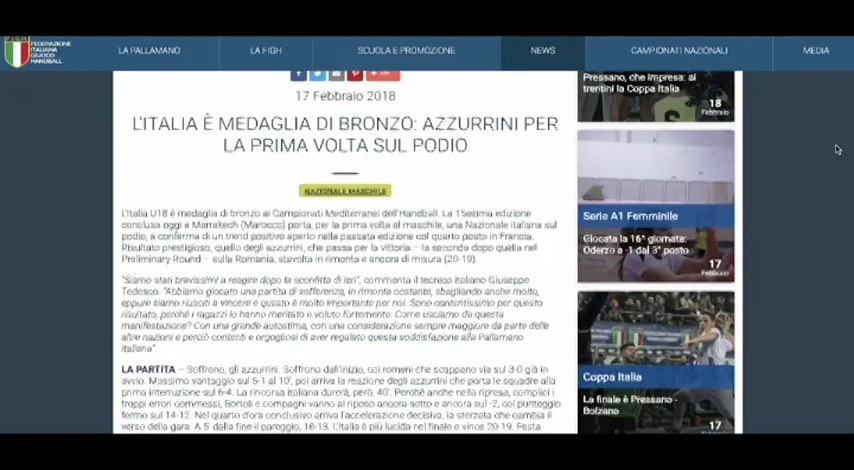 F.I.G.H.
FEDERAZIONE
ITALIANA
GIUOCO
HANDBALL
LA PALLAMANO
LA FIGH
SCUOLA E PROMOZIONE
NEWS
CAMPIONATI NAZIONALI
MEDIA
17 Febbraio 2018
L'ITALIA È MEDAGLIA DI BRONZO: AZZURRINI PER
LA PRIMA VOLTA SUL PODIO
NAZIONALE MASCHILE
L'Italia U18 è medaglia di bronzo ai Campionati Mediterranei dell'Handball. La 15esima edizione
conclusa oggi a Marrakech (Marocco) porta, per la prima volta al maschile, una Nazionale italiana sul
podio, a conferma di un trend positivo aperto nella passata edizione col quarto posto in Francia.
Risultato prestigioso, quello degli azzurrini, che passa per la vittoria – la seconda dopo quella nel
Preliminary Round – sulla Romania, stavolta in rimonta e ancora di misura (20-19).
"Siamo stati bravissimi a reagire dopo la sconfitta di ieri", commenta il tecnico italiano Giuseppe
Tedesco. "Abbiamo giocato una partita di sofferenza, in rimonta costante, sbagliando anche molto,
eppure siamo riusciti a vincere e questo è molto importante per noi. Sono contentissimo per questo
risultato, perché i ragazzi lo hanno meritato e voluto fortemente. Come usciamo da questa
manifestazione? Con una grande autostima, con una considerazione sempre maggiore da parte delle
altre nazioni e perciò contenti e orgogliosi di aver regalato questa soddisfazione alla Pallamano
italiana".
LA PARTITA – Soffrono, gli azzurrini. Soffrono dall'inizio, coi romeni che scappano via sul 3-0 già in
avvio. Massimo vantaggio sul 5-1 al 10', poi arriva la reazione degli azzurrini che porta le squadre alla
prima interruzione sul 6-4. La rincorsa italiana durerà, però, 40'. Perché anche nella ripresa, complici i
troppi errori commessi, Bortoli e compagni vanno al riposo ancora sotto e ancora sul -2, col punteggio
fermo sul 14-12. Nel quarto d'ora conclusivo arriva l'accelerazione decisiva, la sterzata che cambia il
verso della gara. A 5' dalla fine il pareggio, 18-18. L'Italia è più lucida nel finale e vince 20-19. Festa
Pressano, che impresa: ai
trentini la Coppa Italia
18
Febbraio
Serie A1 Femminile
Giocata la 16ª giornata:
Oderzo a -1 dal 3° posto
17
Febbraio
Coppa Italia
La finale è Pressano -
Bolzano
17